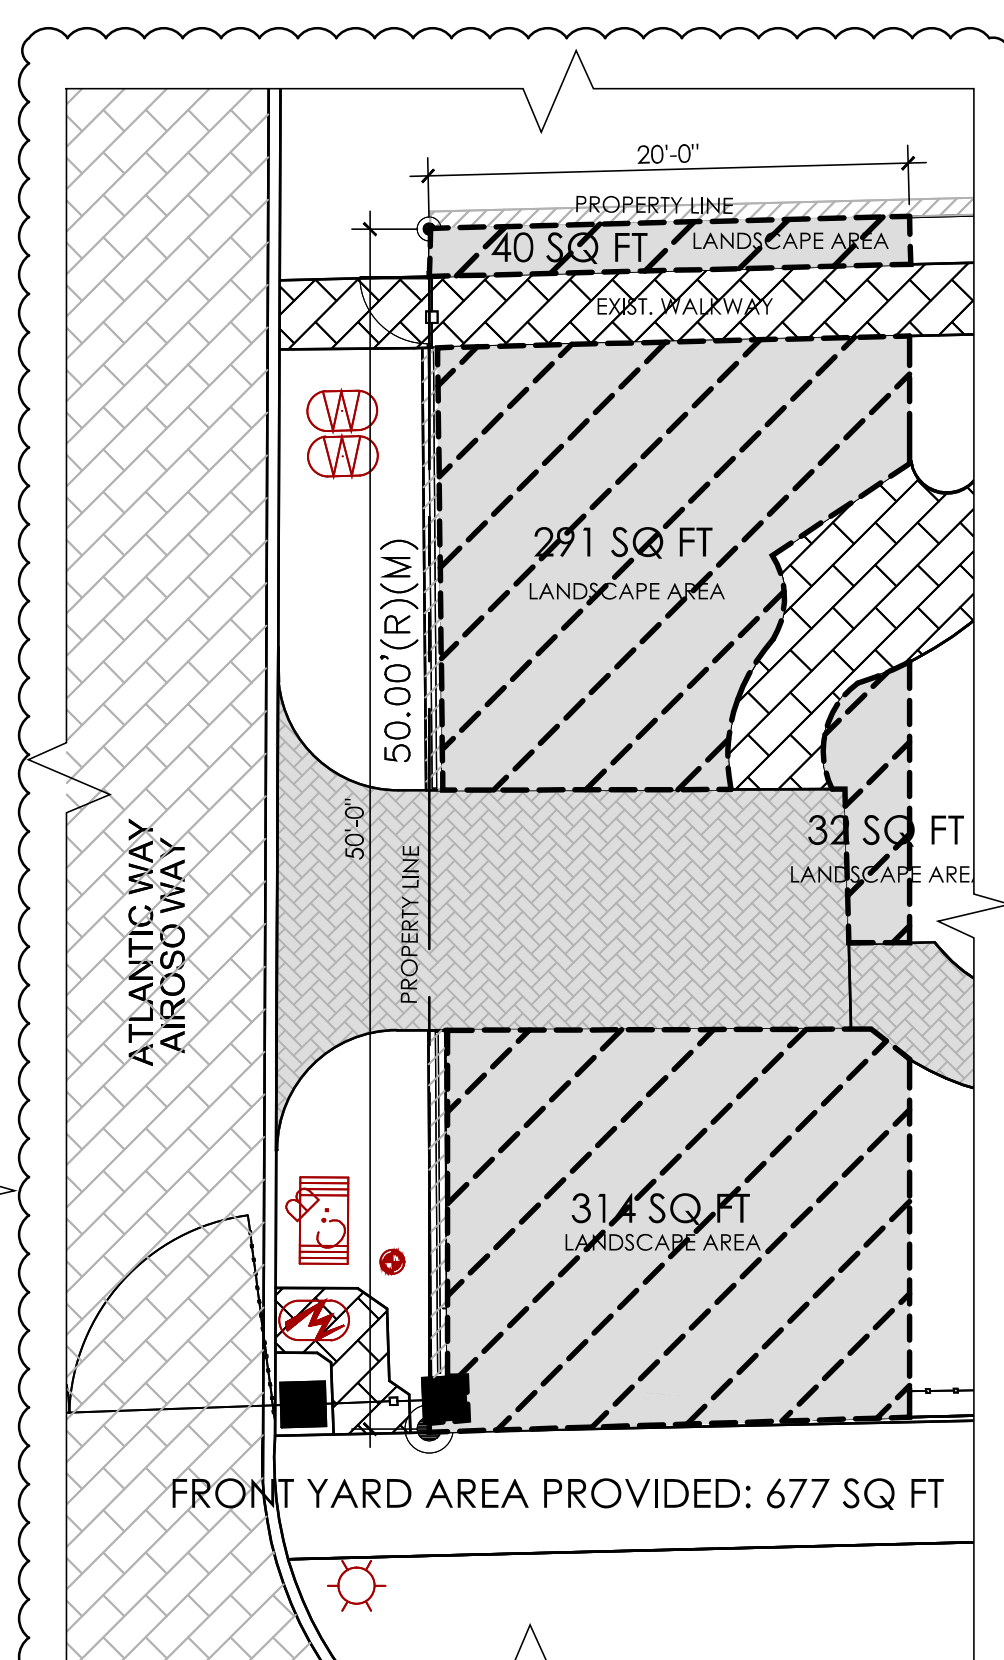 20'-0"
PROPERTY LINE
40 SQ FT
LANDSCAPE AREA
EXIST. WALKWAY
291 SQ FT
LANDSCAPE AREA
50.00'(R)(M)
50'-0"
PROPERTY LINE
32 SQ FT
LANDSCAPE ARE
ATLANTIC WAY
AIROSO WAY
314 SQ FT
LANDSCAPE AREA
FRONT YARD AREA PROVIDED: 677 SQ FT